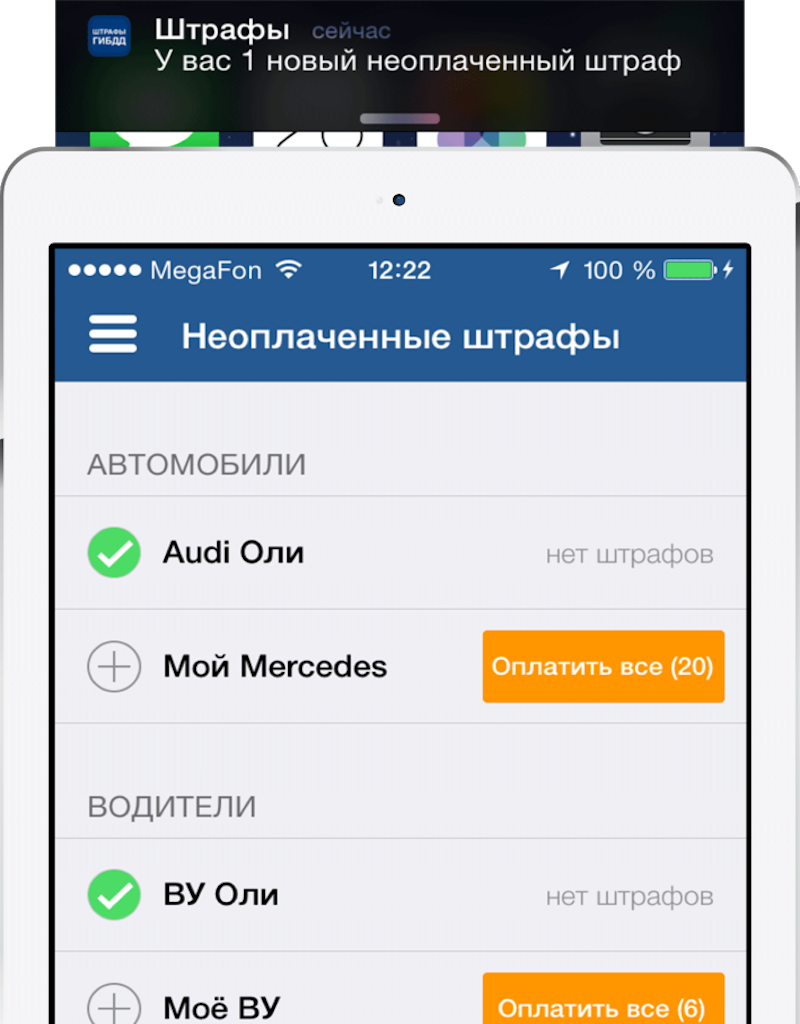 ШТРАФЫ
ГИБДД
Штрафы сейчас
У вас 1 новый неоплаченный штраф
MegaFon 12:22 100 %
Неоплаченные штрафы
АВТОМОБИЛИ
Audi Оли нет штрафов
Мой Mercedes Оплатить все (20)
ВОДИТЕЛИ
ВУ Оли нет штрафов
Моё ВУ Оплатить все (6)